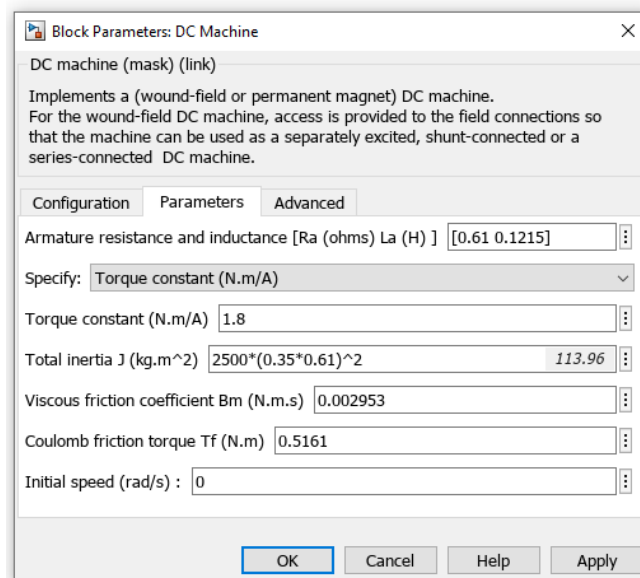 Block Parameters: DC Machine
DC machine (mask) (link)
Implements a (wound-field or permanent magnet) DC machine.
For the wound-field DC machine, access is provided to the field connections so
that the machine can be used as a separately excited, shunt-connected or a
series-connected  DC machine.
Configuration Parameters Advanced
Armature resistance and inductance [Ra (ohms) La (H) ] [0.61 0.1215]
Specify: Torque constant (N.m/A)
Torque constant (N.m/A) 1.8
Total inertia J (kg.m^2) 2500*(0.35*0.61)^2 113.96
Viscous friction coefficient Bm (N.m.s) 0.002953
Coulomb friction torque Tf (N.m) 0.5161
Initial speed (rad/s) : 0
OK Cancel Help Apply